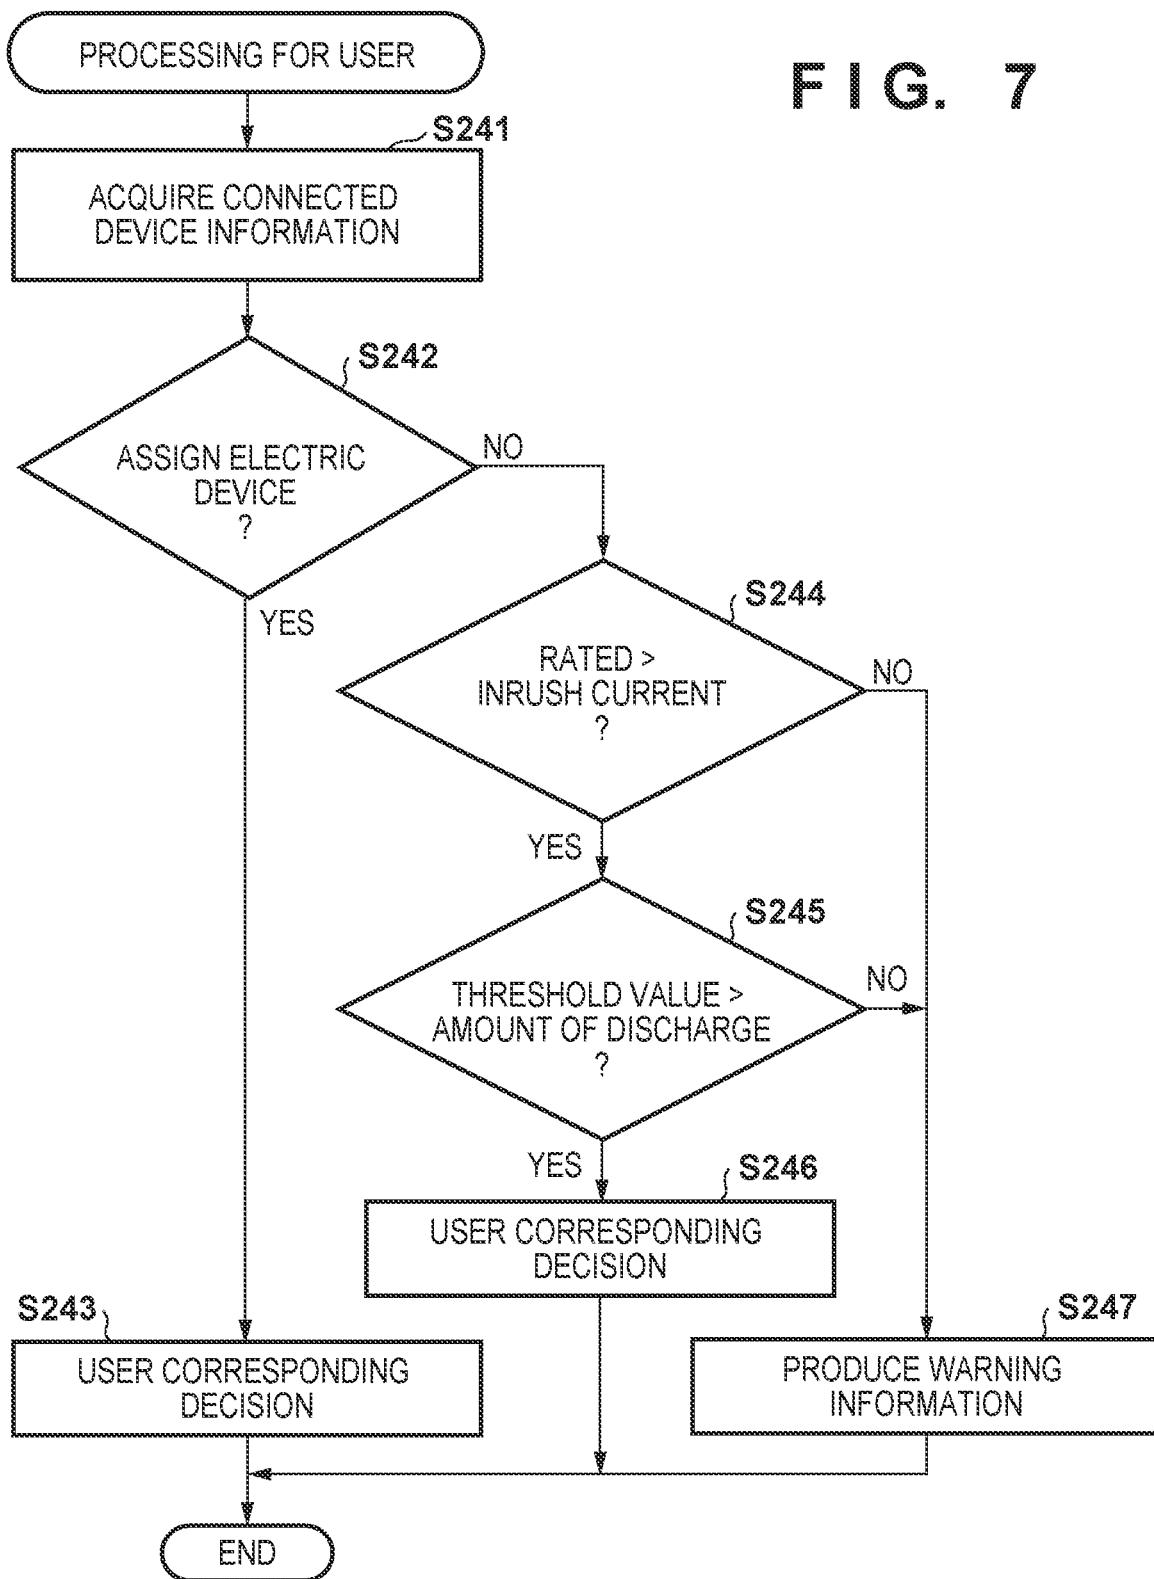 PROCESSING FOR USER
FIG. 7
S241
ACQUIRE CONNECTED
DEVICE INFORMATION
S242
ASSIGN ELECTRIC
DEVICE
?
NO
YES
S244
RATED >
INRUSH CURRENT
?
NO
YES
S245
THRESHOLD VALUE >
AMOUNT OF DISCHARGE
?
NO
YES
S246
USER CORRESPONDING
DECISION
S243
USER CORRESPONDING
DECISION
S247
PRODUCE WARNING
INFORMATION
END